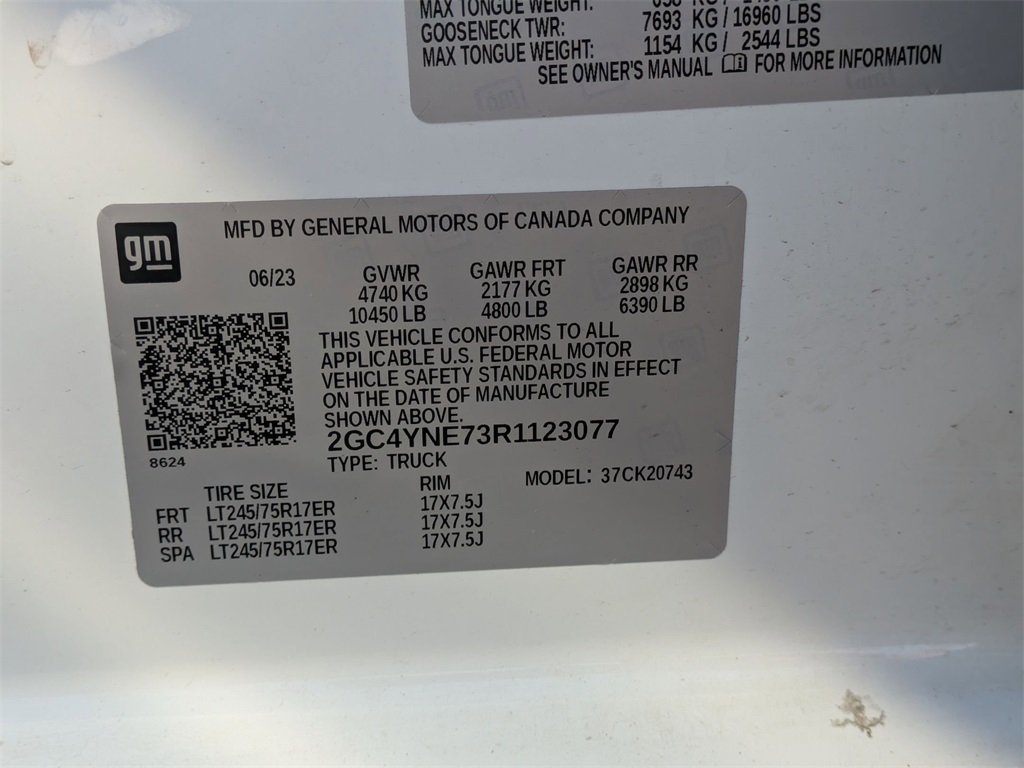 MAX TONGUE WEIGHT:
GOOSENECK TWR: 7693 KG / 16960 LBS
MAX TONGUE WEIGHT: 1154 KG / 2544 LBS
SEE OWNER'S MANUAL FOR MORE INFORMATION
gm
MFD BY GENERAL MOTORS OF CANADA COMPANY
06/23 GVWR GAWR FRT GAWR RR
4740 KG 2177 KG 2898 KG
10450 LB 4800 LB 6390 LB
THIS VEHICLE CONFORMS TO ALL
APPLICABLE U.S. FEDERAL MOTOR
VEHICLE SAFETY STANDARDS IN EFFECT
ON THE DATE OF MANUFACTURE
SHOWN ABOVE.
2GC4YNE73R1123077
8624
TYPE: TRUCK MODEL: 37CK20743
TIRE SIZE RIM
FRT LT245/75R17ER 17X7.5J
RR LT245/75R17ER 17X7.5J
SPA LT245/75R17ER 17X7.5J